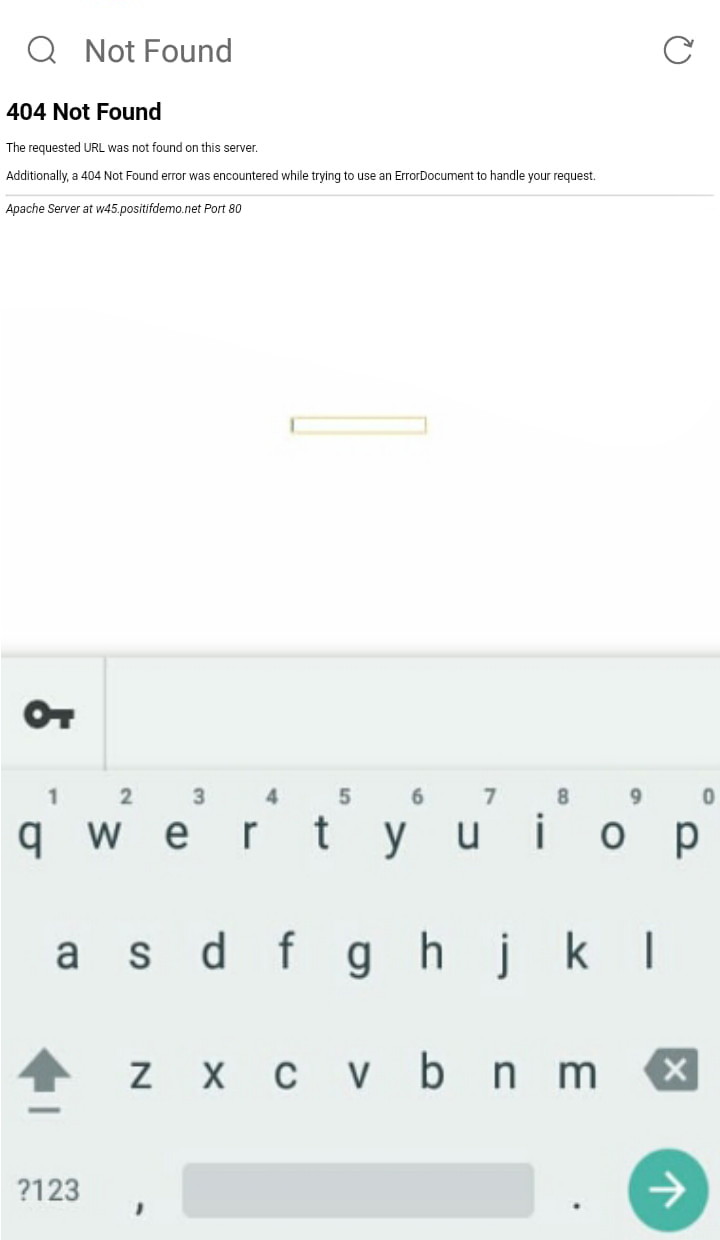 Not Found
404 Not Found
The requested URL was not found on this server.
Additionally, a 404 Not Found error was encountered while trying to use an ErrorDocument to handle your request.
Apache Server at w45.positifdemo.net Port 80
1 2 3 4 5 6 7 8 9 0
q w e r t y u i o p
a s d f g h j k l
z x c v b n m
?123 , .